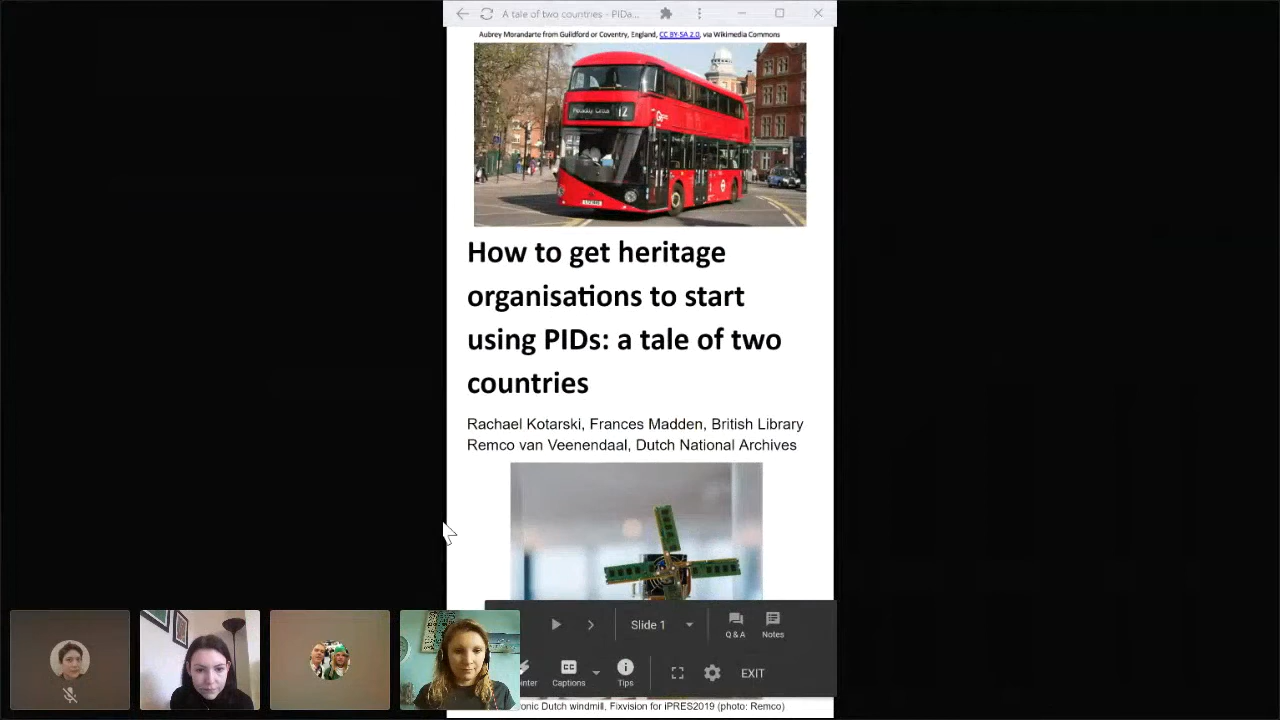 A tale of two countries - PIDa...
Aubrey Morandarte from Guildford or Coventry, England, CC BY-SA 2.0, via Wikimedia Commons
Piccadilly Circus 12
How to get heritage
organisations to start
using PIDs: a tale of two
countries
Rachael Kotarski, Frances Madden, British Library
Remco van Veenendaal, Dutch National Archives
Slide 1
Q & A
Notes
Captions
Tips
EXIT
Dutch windmill, Fixvision for iPRES2019 (photo: Remco)